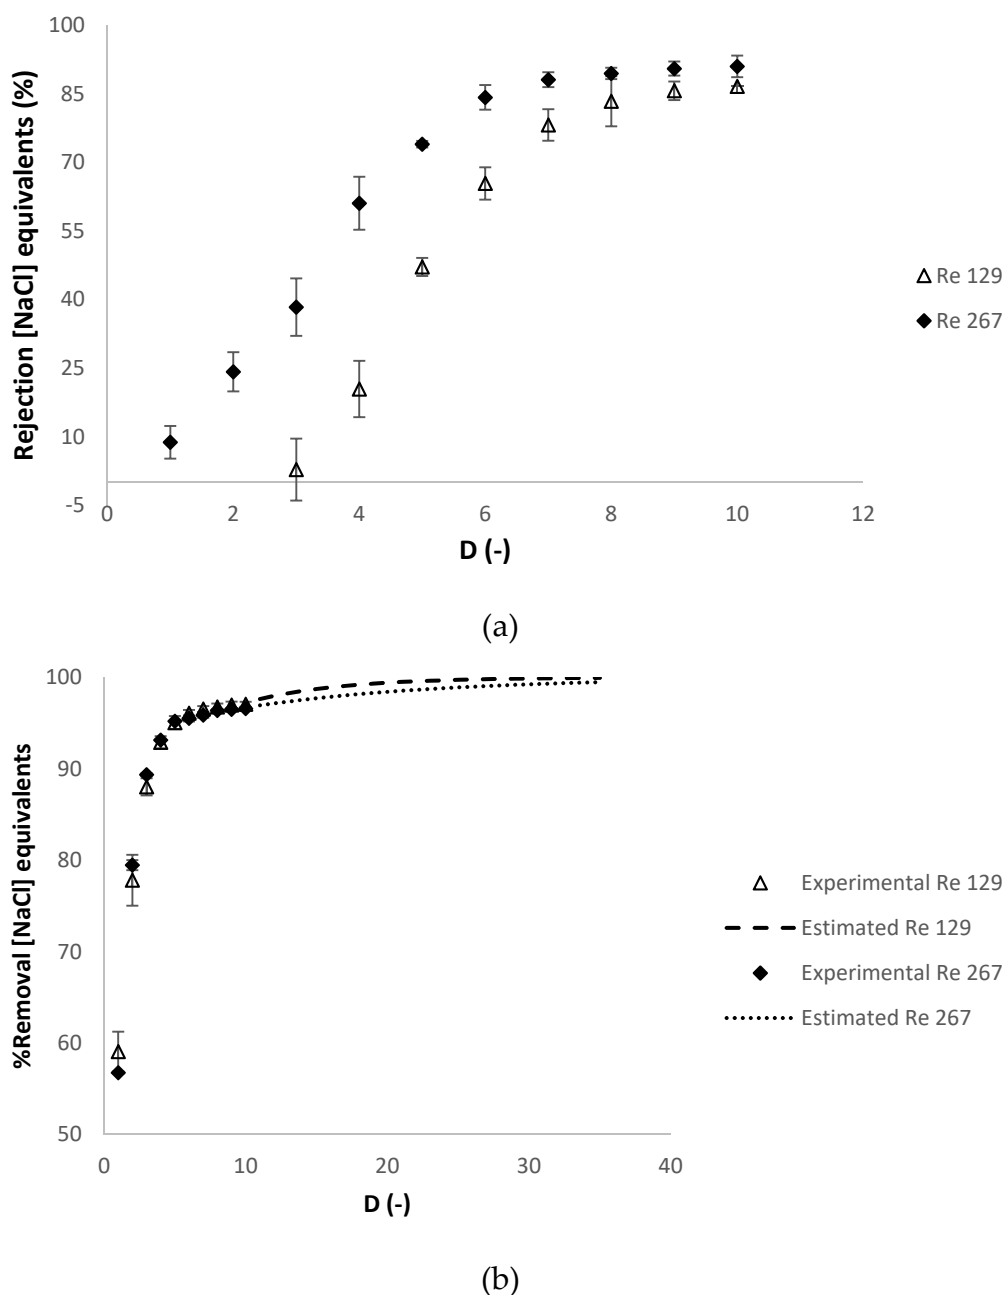 Rejection [NaCl] equivalents (%)
100
85
70
55
40
25
10
-5
0
2
4
6
8
10
12
D (-)
Re 129
Re 267
(a)
%Removal [NaCl] equivalents
100
90
80
70
60
50
0
10
20
30
40
D (-)
Experimental Re 129
Estimated Re 129
Experimental Re 267
Estimated Re 267
(b)